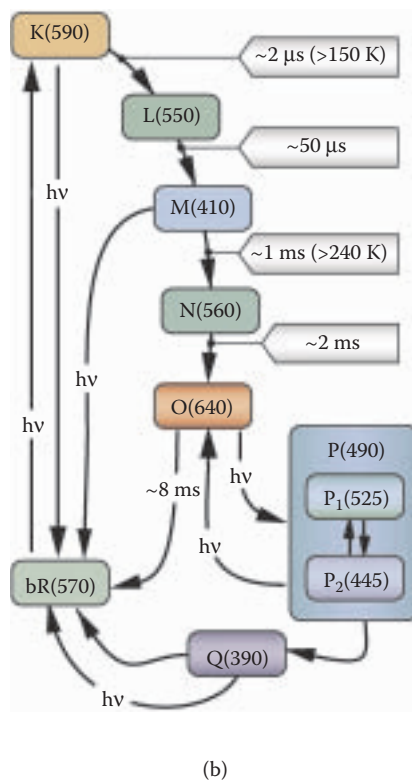 K(590)
~2 μs (>150 K)
L(550)
~50 μs
hν
M(410)
~1 ms (>240 K)
N(560)
~2 ms
hν
O(640)
hν
P(490)
hν
~8 ms
P₁(525)
hν
bR(570)
P₂(445)
Q(390)
hν
(b)